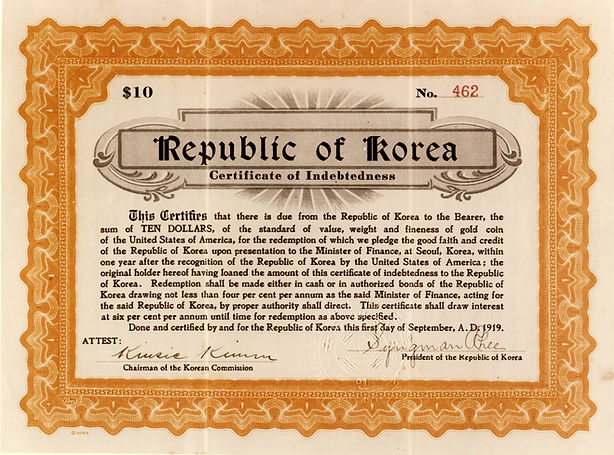 $10 No. 462
Republic of Korea
Certificate of Indebtedness
This Certifies that there is due from the Republic of Korea to the Bearer, the
sum of TEN DOLLARS, of the standard of value, weight and fineness of gold coin
of the United States of America, for the redemption of which we pledge the good faith and credit
of the Republic of Korea upon presentation to the Minister of Finance, at Seoul, Korea, within
one year after the recognition of the Republic of Korea by the United States of America; the
original holder hereof having loaned the amount of this certificate of indebtedness to the Republic
of Korea. Redemption shall be made either in cash or in authorized bonds of the Republic of
Korea drawing not less than four per cent per annum as the said Minister of Finance, acting for
the said Republic of Korea, by proper authority shall direct. This certificate shall draw interest
at six per cent per annum until time for redemption as above specified.
Done and certified by and for the Republic of Korea this first day of September, A. D. 1919.
ATTEST:
Kiusic Kimm Syngman Rhee
Chairman of the Korean Commission President of the Republic of Korea